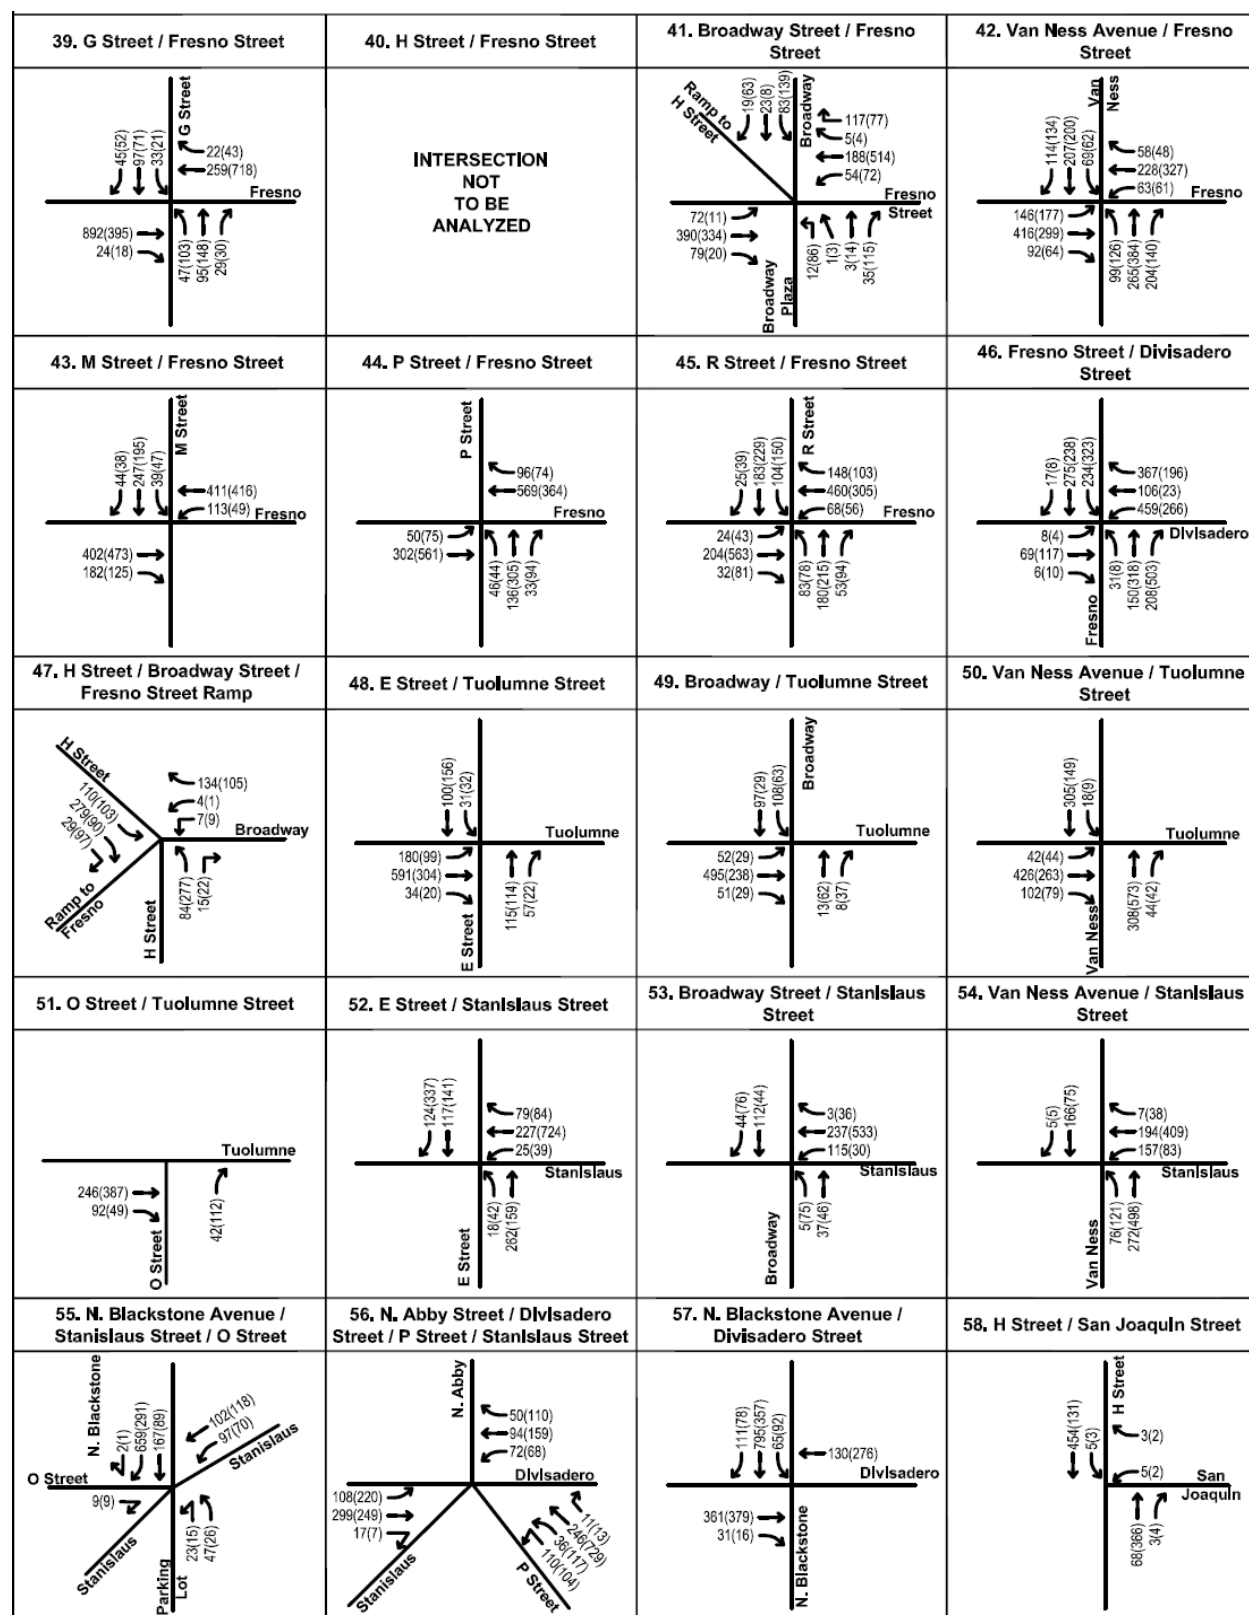 39. G Street / Fresno Street
45(52)
97(71)
33(21)
G Street
22(43)
259(718)
Fresno
892(395)
24(18)
47(103)
95(148)
29(30)
40. H Street / Fresno Street
INTERSECTION
NOT
TO BE
ANALYZED
41. Broadway Street / Fresno
Street
Ramp to
H Street
19(63)
23(8)
83(139)
Broadway
117(77)
5(4)
188(514)
54(72)
Fresno
Street
72(11)
390(334)
79(20)
Broadway
Plaza
12(86)
1(3)
3(14)
35(115)
42. Van Ness Avenue / Fresno
Street
114(134)
207(200)
69(62)
Van
Ness
58(48)
228(327)
63(61)
Fresno
146(177)
416(299)
92(64)
99(126)
265(384)
204(140)
43. M Street / Fresno Street
44(38)
247(195)
39(47)
M Street
411(416)
113(49)
Fresno
402(473)
182(125)
44. P Street / Fresno Street
P Street
96(74)
569(364)
Fresno
50(75)
302(561)
46(44)
136(305)
33(94)
45. R Street / Fresno Street
25(39)
183(229)
104(150)
R Street
148(103)
460(305)
68(56)
Fresno
24(43)
204(563)
32(81)
83(78)
180(215)
53(94)
46. Fresno Street / Divisadero
Street
17(8)
275(238)
234(323)
367(196)
106(23)
459(266)
Divisadero
8(4)
69(117)
6(10)
Fresno
31(8)
150(318)
208(503)
47. H Street / Broadway Street /
Fresno Street Ramp
H Street
110(103)
279(90)
29(97)
134(105)
4(1)
7(9)
Broadway
Ramp to
Fresno
H Street
84(277)
15(22)
48. E Street / Tuolumne Street
100(156)
31(32)
Tuolumne
180(99)
591(304)
34(20)
E Street
115(114)
57(22)
49. Broadway / Tuolumne Street
97(29)
108(63)
Broadway
Tuolumne
52(29)
495(238)
51(29)
13(62)
8(37)
50. Van Ness Avenue / Tuolumne
Street
305(149)
18(9)
Tuolumne
42(44)
426(263)
102(79)
Van Ness
308(573)
44(42)
51. O Street / Tuolumne Street
Tuolumne
246(387)
92(49)
O Street
42(112)
52. E Street / Stanislaus Street
124(337)
117(141)
79(84)
227(724)
25(39)
Stanislaus
E Street
18(42)
262(159)
53. Broadway Street / Stanislaus
Street
44(76)
112(44)
3(36)
237(533)
115(30)
Stanislaus
Broadway
5(75)
37(46)
54. Van Ness Avenue / Stanislaus
Street
5(5)
166(75)
7(38)
194(409)
157(83)
Stanislaus
Van Ness
76(121)
272(498)
55. N. Blackstone Avenue /
Stanislaus Street / O Street
N. Blackstone
2(1)
659(291)
167(89)
102(118)
97(70)
Stanislaus
O Street
9(9)
Stanislaus
Parking
Lot
23(15)
47(26)
56. N. Abby Street / Divisadero
Street / P Street / Stanislaus Street
N. Abby
50(110)
94(159)
72(68)
Divisadero
108(220)
299(249)
17(7)
Stanislaus
11(13)
246(729)
36(117)
110(104)
P Street
57. N. Blackstone Avenue /
Divisadero Street
111(78)
795(357)
65(92)
130(276)
Divisadero
361(379)
31(16)
N. Blackstone
58. H Street / San Joaquin Street
454(131)
5(3)
H Street
3(2)
5(2)
San
Joaquin
68(366)
3(4)